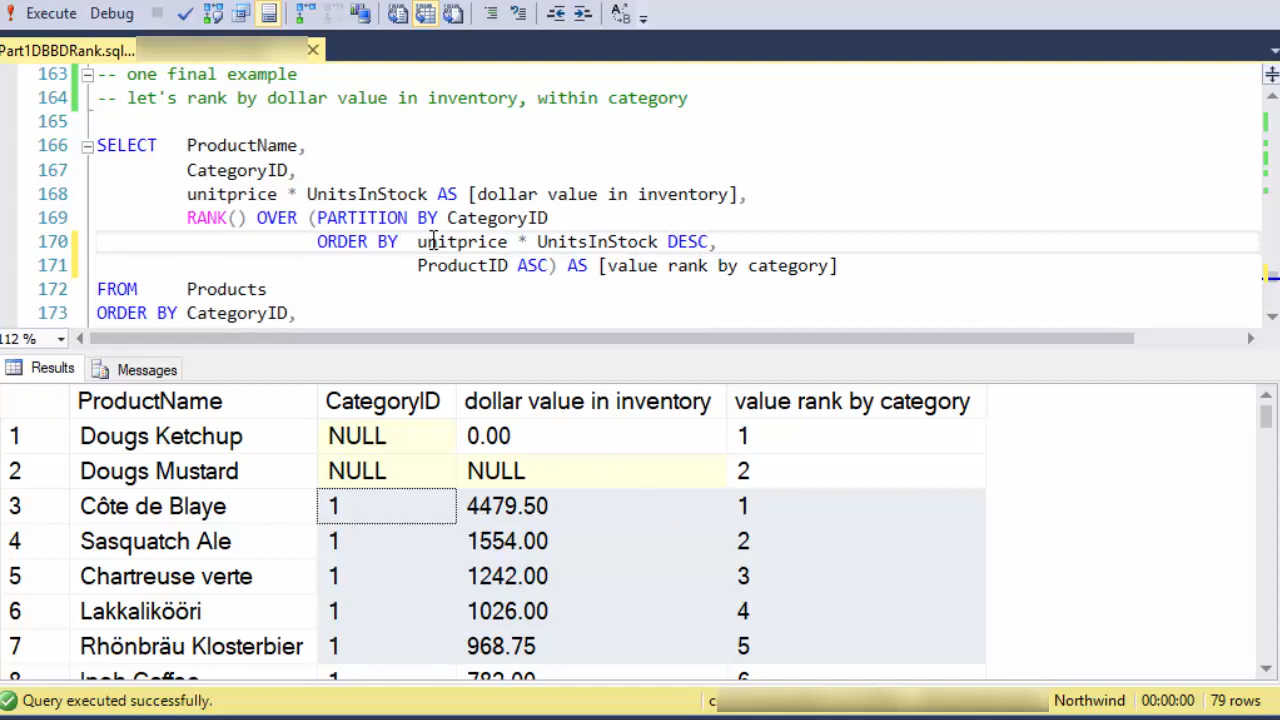 Execute Debug
Part1DBBDRank.sql...
163 -- one final example
164 -- let's rank by dollar value in inventory, within category
165
166 SELECT ProductName,
167 CategoryID,
168 unitprice * UnitsInStock AS [dollar value in inventory],
169 RANK() OVER (PARTITION BY CategoryID
170 ORDER BY unitprice * UnitsInStock DESC,
171 ProductID ASC) AS [value rank by category]
172 FROM Products
173 ORDER BY CategoryID,
112 %
Results Messages
ProductName CategoryID dollar value in inventory value rank by category
1 Dougs Ketchup NULL 0.00 1
2 Dougs Mustard NULL NULL 2
3 Côte de Blaye 1 4479.50 1
4 Sasquatch Ale 1 1554.00 2
5 Chartreuse verte 1 1242.00 3
6 Lakkalikööri 1 1026.00 4
7 Rhönbräu Klosterbier 1 968.75 5
Query executed successfully. Northwind 00:00:00 79 rows